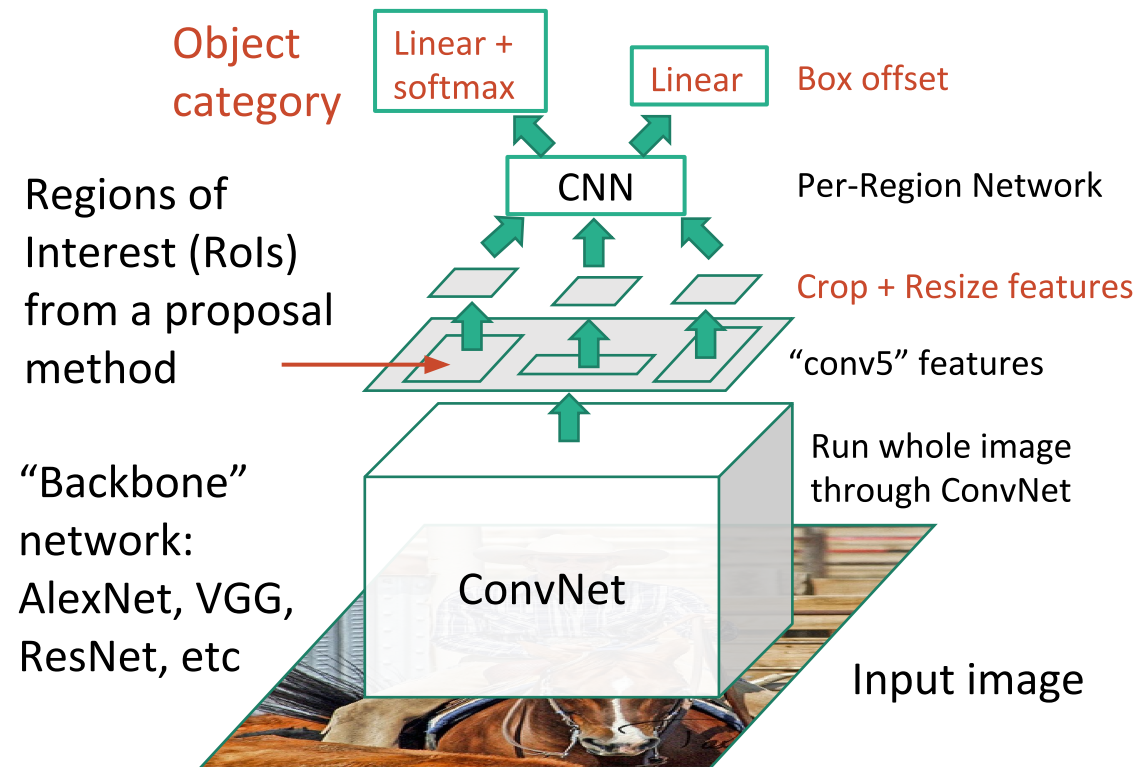 Object
category
Linear +
softmax
Linear
Box offset
CNN
Per-Region Network
Regions of
Interest (RoIs)
from a proposal
method
Crop + Resize features
“conv5” features
Run whole image
through ConvNet
“Backbone”
network:
AlexNet, VGG,
ResNet, etc
ConvNet
Input image